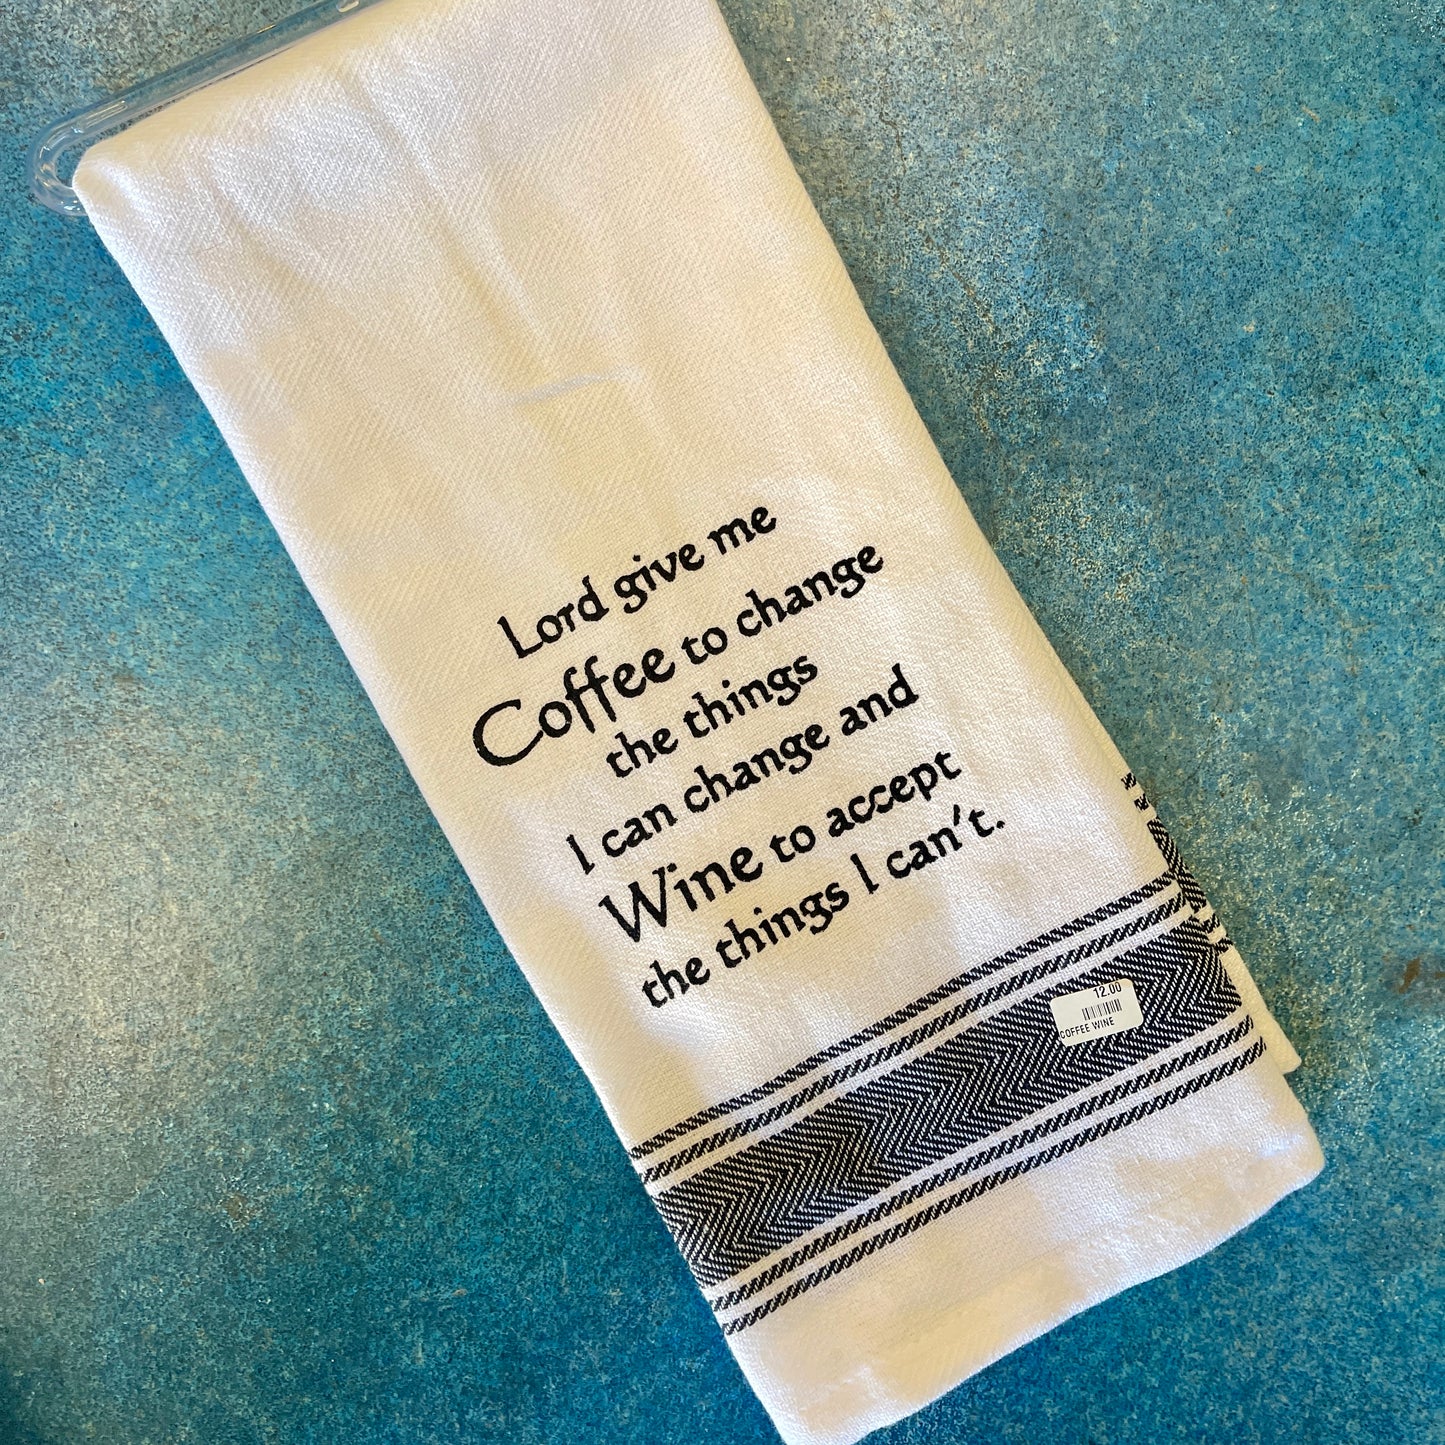 Lord give me
Coffee to change
the things
I can change and
Wine to accept
the things I can't.
12.00
COFFEE WINE